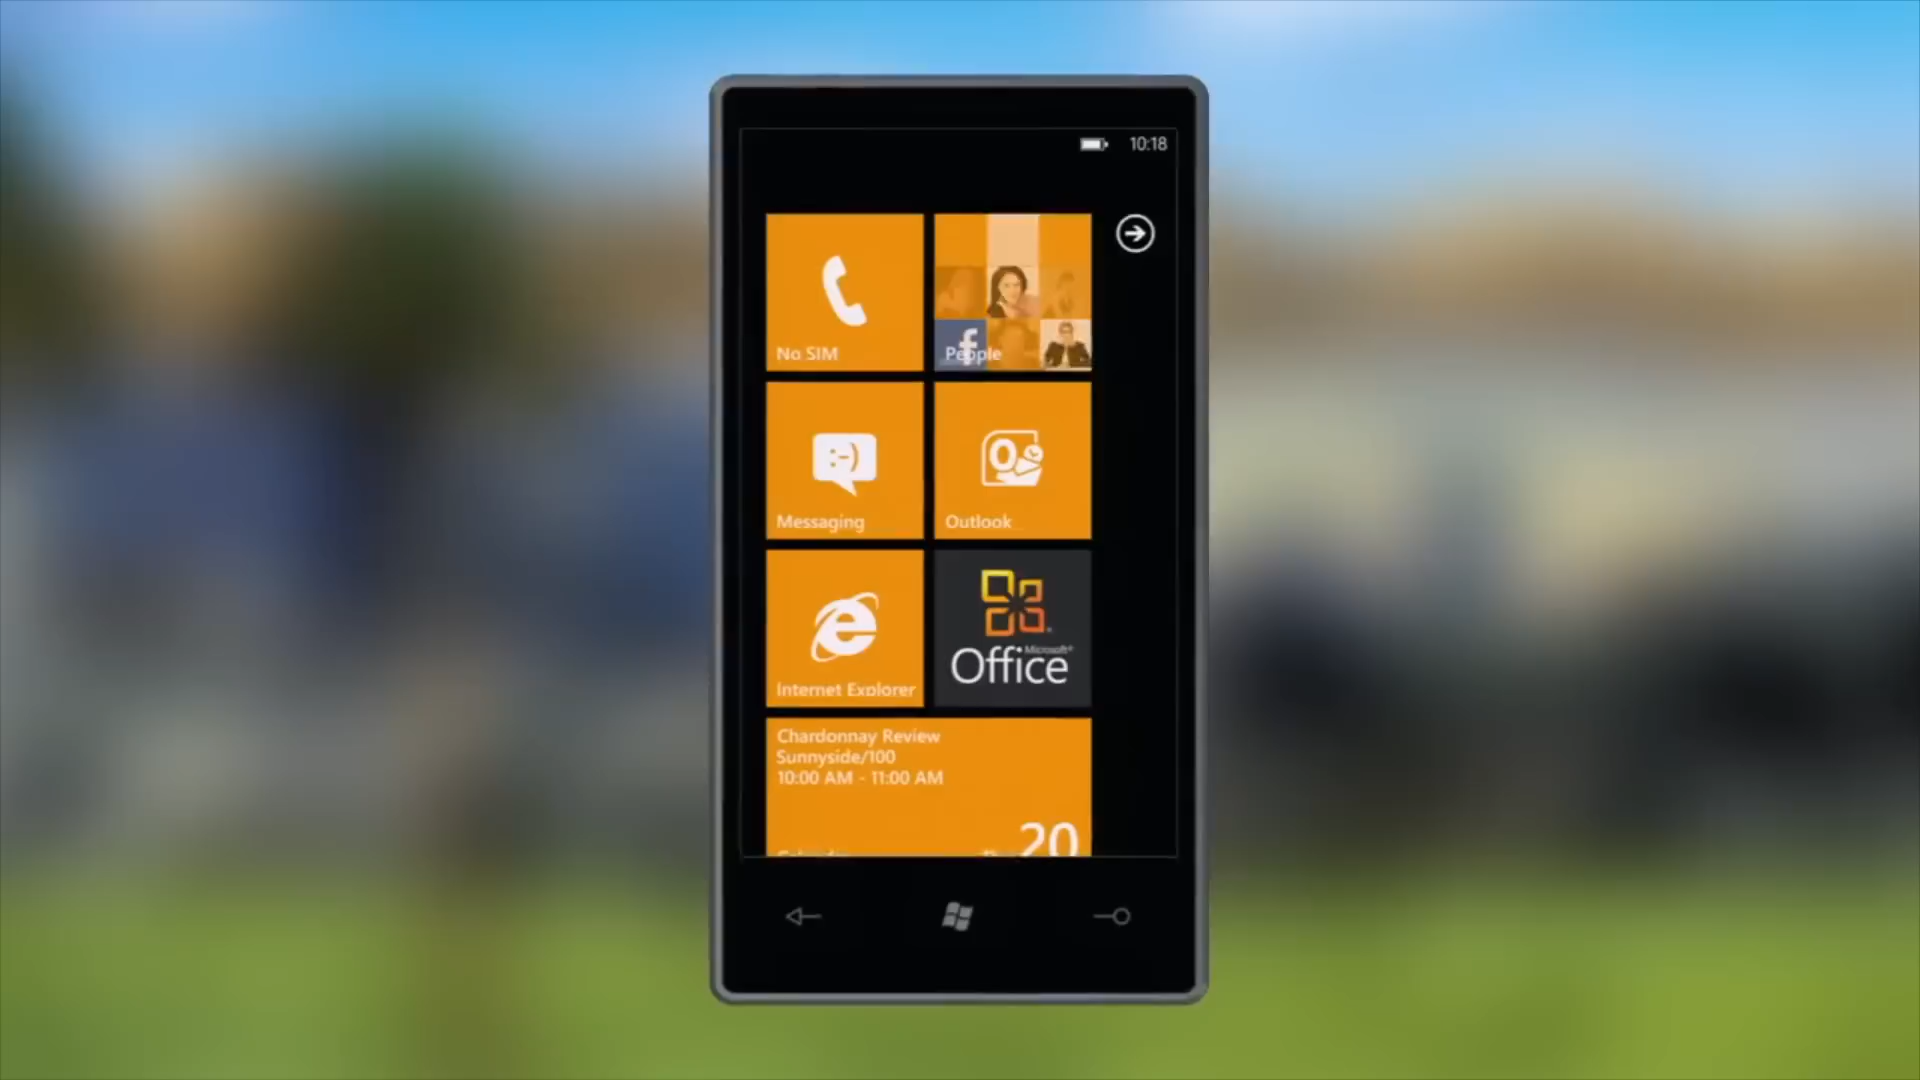 10:18
No SIM
f
People
Messaging
O
Outlook
Internet Explorer
Microsoft®
Office
Chardonnay Review
Sunnyside/100
10:00 AM - 11:00 AM
20